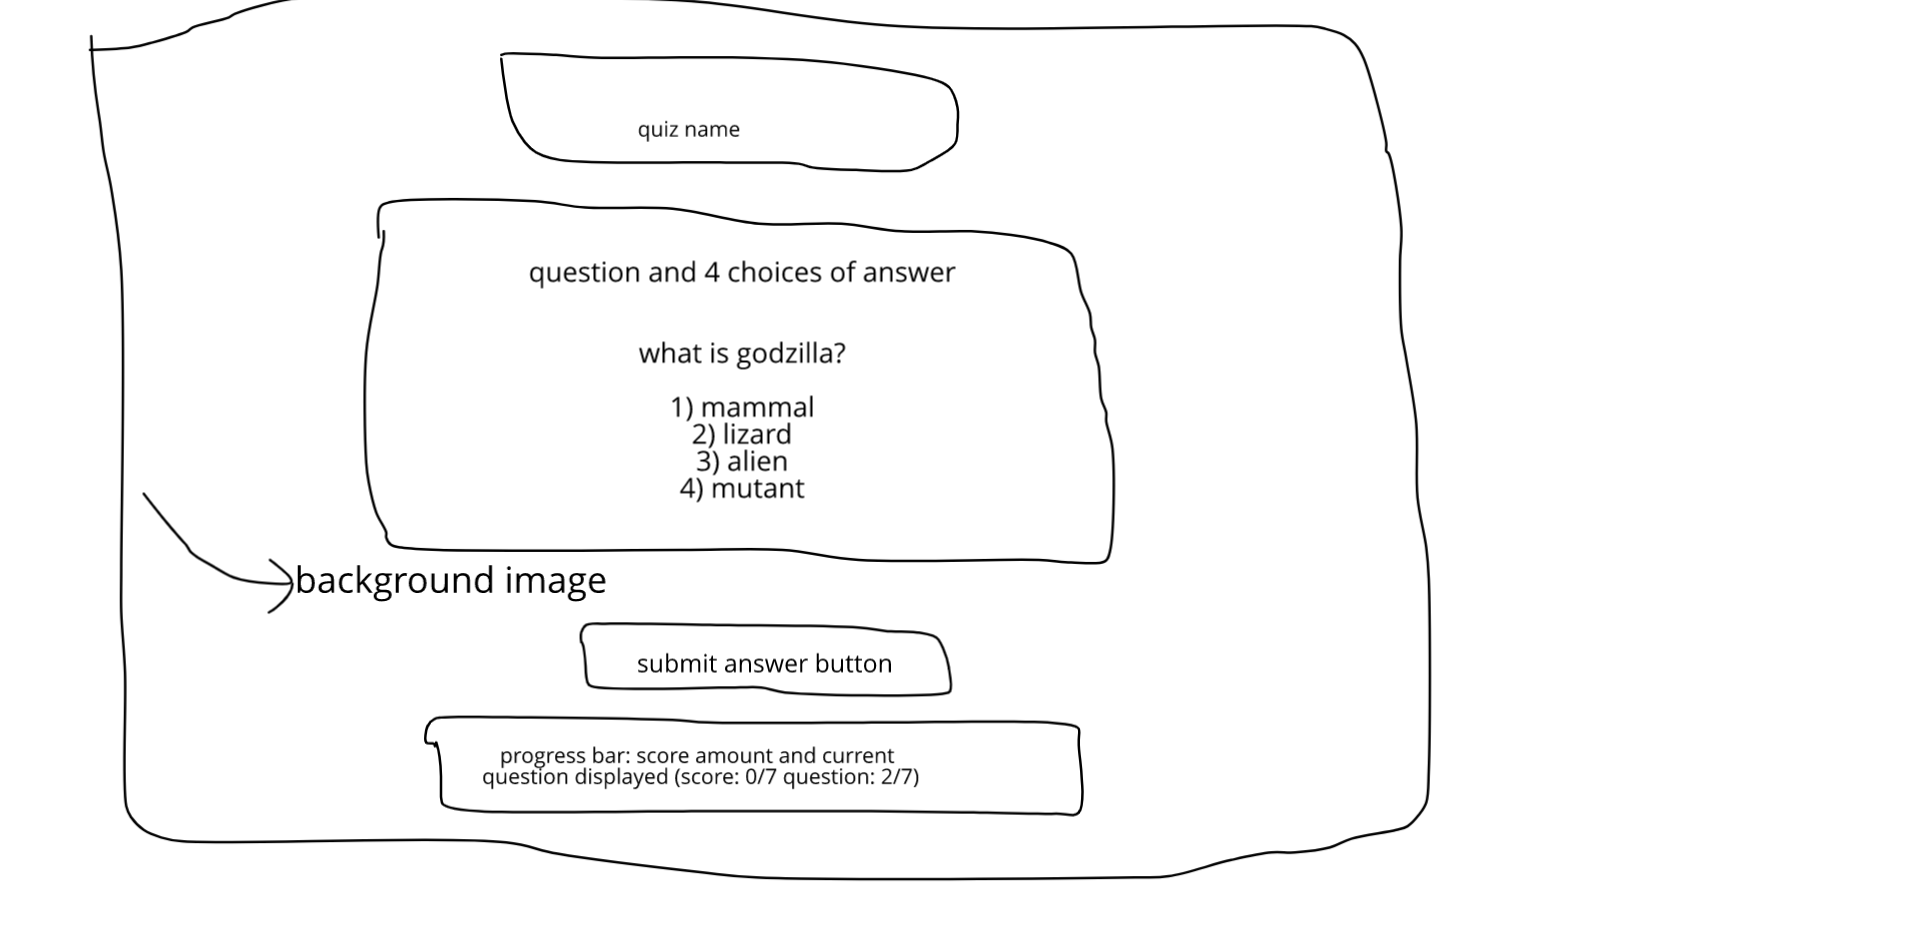 quiz name
question and 4 choices of answer
what is godzilla?
1) mammal
2) lizard
3) alien
4) mutant
background image
submit answer button
progress bar: score amount and current
question displayed (score: 0/7 question: 2/7)